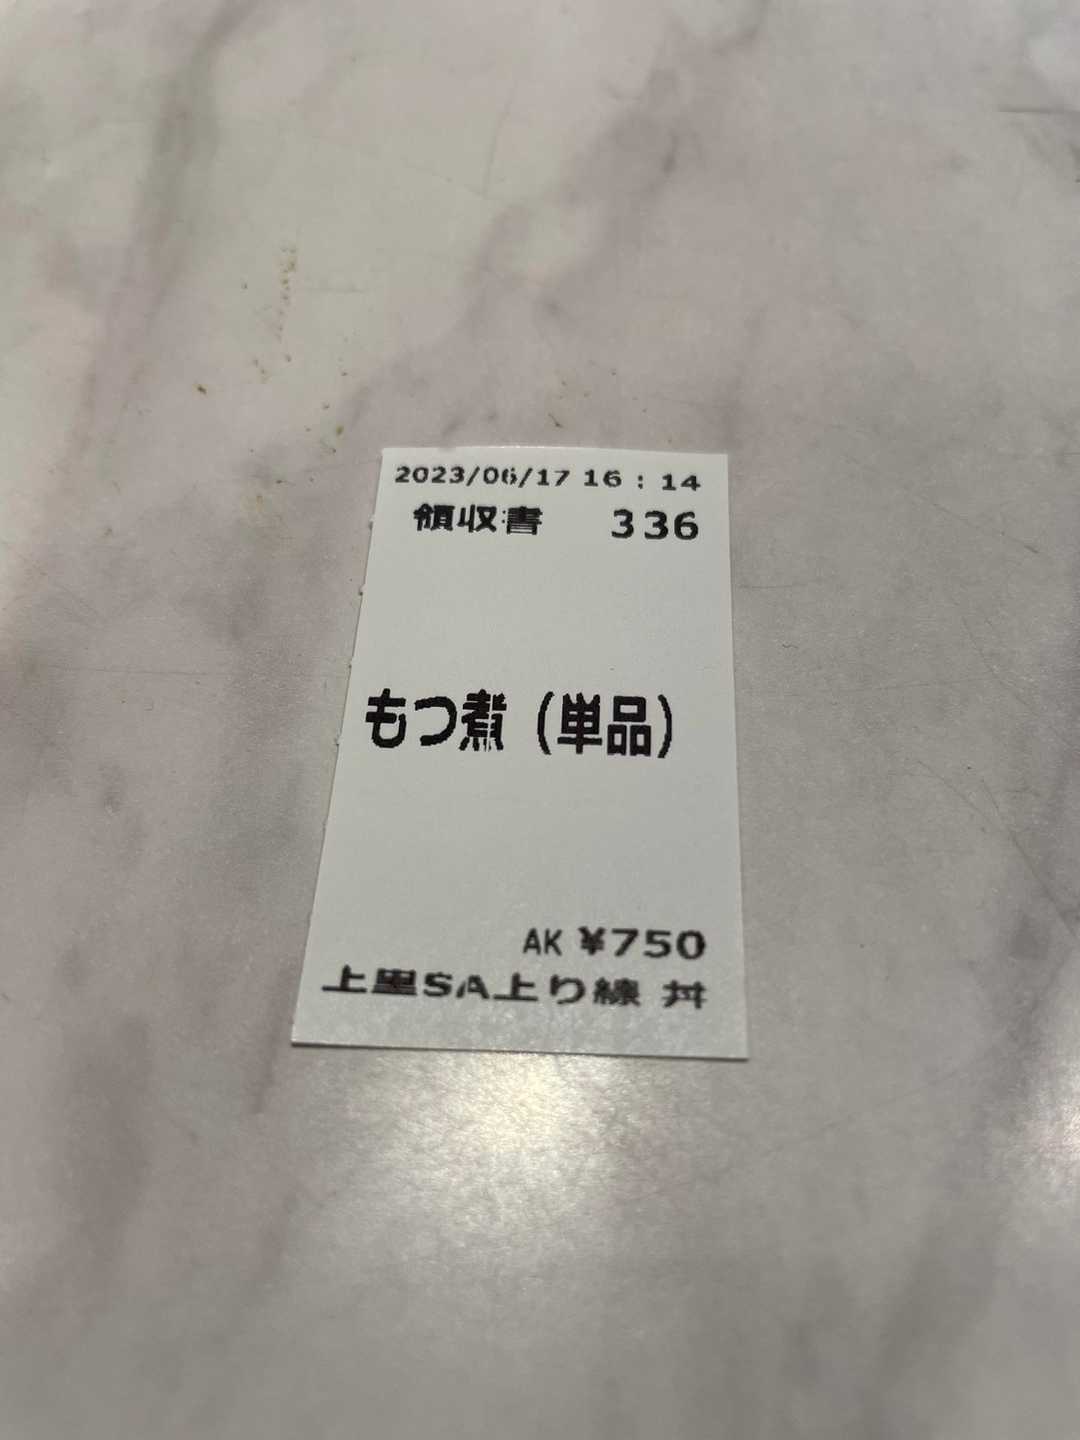 2023/06/17 16:14
領収書 336
もつ煮(単品)
AK ¥750
上里SA上り線 丼